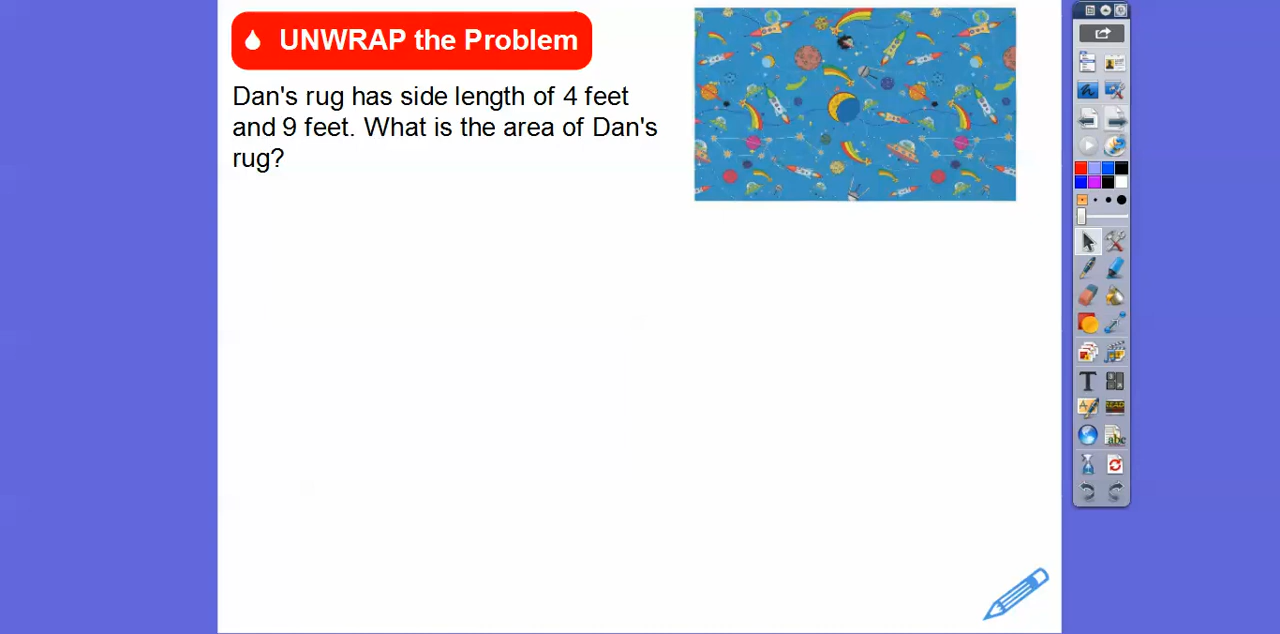 UNWRAP the Problem
Dan's rug has side length of 4 feet
and 9 feet. What is the area of Dan's
rug?